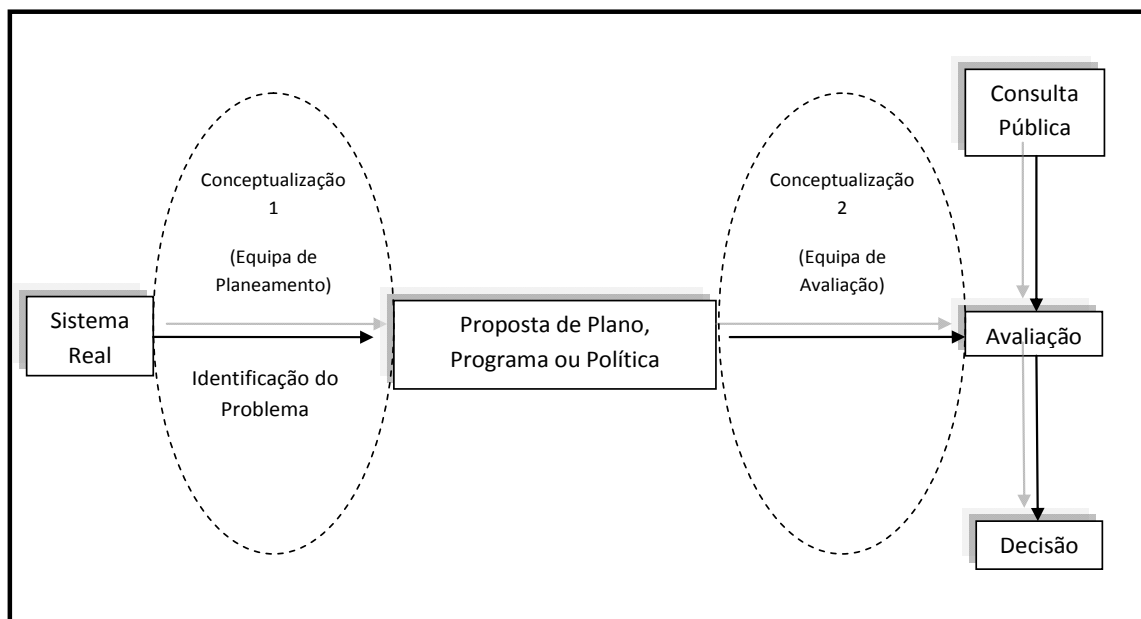 Sistema
Real
Conceptualização
1
(Equipa de
Planeamento)
Identificação do
Problema
Proposta de Plano,
Programa ou Política
Conceptualização
2
(Equipa de
Avaliação)
Consulta
Pública
Avaliação
Decisão